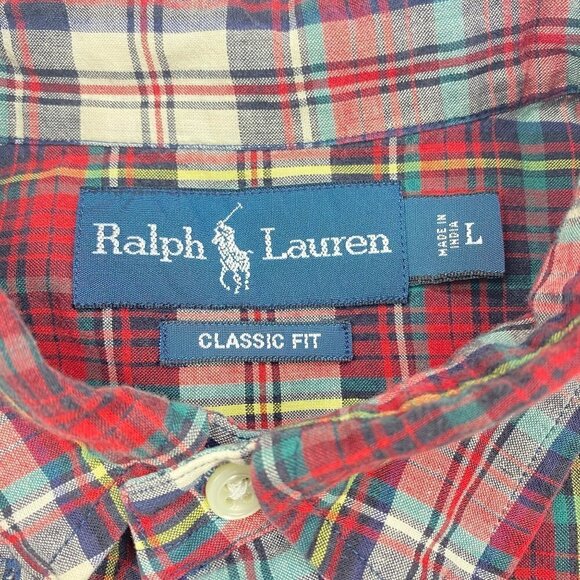 Ralph Lauren
MADE IN
INDIA
L
CLASSIC FIT